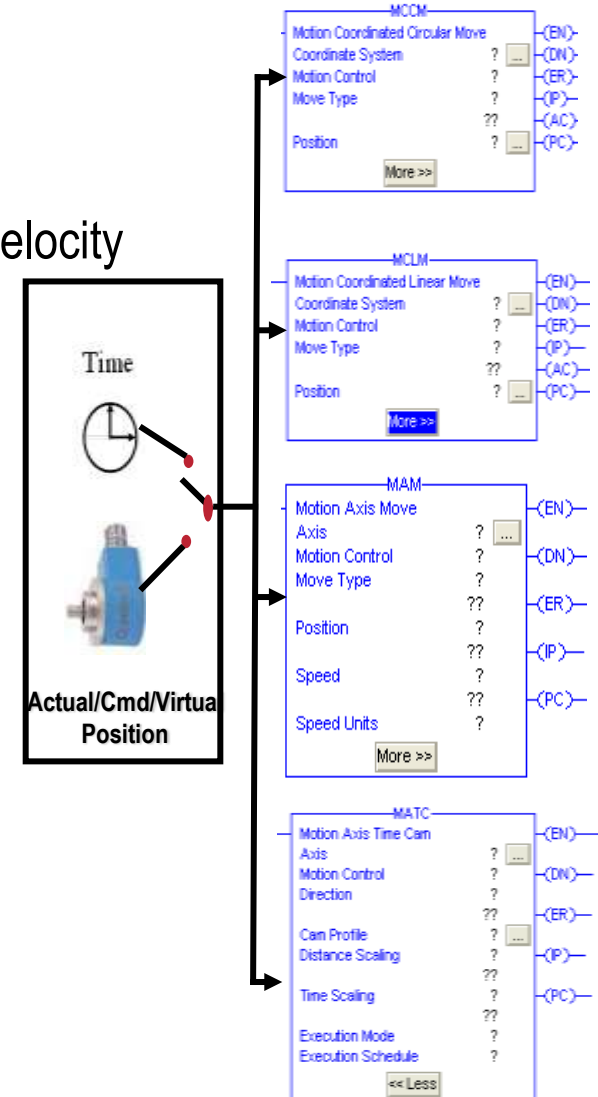 elocity
Time
Actual/Cmd/Virtual
Position
MCCM
Motion Coordinated Circular Move
(EN)
Coordinate System ? ...
(DN)
Motion Control ?
(ER)
Move Type ?
(IP)
??
(AC)
Position ? ...
(PC)
More >>
MCLM
Motion Coordinated Linear Move
(EN)
Coordinate System ? ...
(DN)
Motion Control ?
(ER)
Move Type ?
(IP)
??
(AC)
Position ? ...
(PC)
More >>
MAM
Motion Axis Move
(EN)
Axis ? ...
Motion Control ?
(DN)
Move Type ?
??
(ER)
Position ?
??
(IP)
Speed ?
??
(PC)
Speed Units ?
More >>
MATC
Motion Axis Time Cam
(EN)
Axis ? ...
Motion Control ?
(DN)
Direction ?
??
(ER)
Cam Profile ? ...
Distance Scaling ?
(IP)
??
Time Scaling ?
(PC)
??
Execution Mode ?
Execution Schedule ?
<< Less